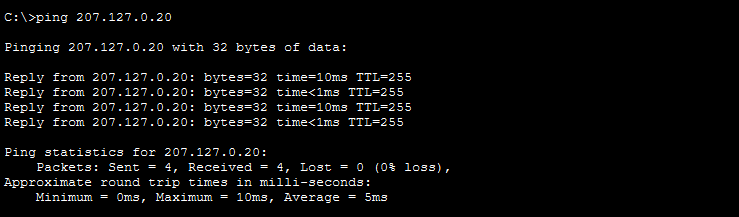 C:\>ping 207.127.0.20
Pinging 207.127.0.20 with 32 bytes of data:
Reply from 207.127.0.20: bytes=32 time=10ms TTL=255
Reply from 207.127.0.20: bytes=32 time<1ms TTL=255
Reply from 207.127.0.20: bytes=32 time=10ms TTL=255
Reply from 207.127.0.20: bytes=32 time<1ms TTL=255
Ping statistics for 207.127.0.20:
Packets: Sent = 4, Received = 4, Lost = 0 (0% loss),
Approximate round trip times in milli-seconds:
Minimum = 0ms, Maximum = 10ms, Average = 5ms